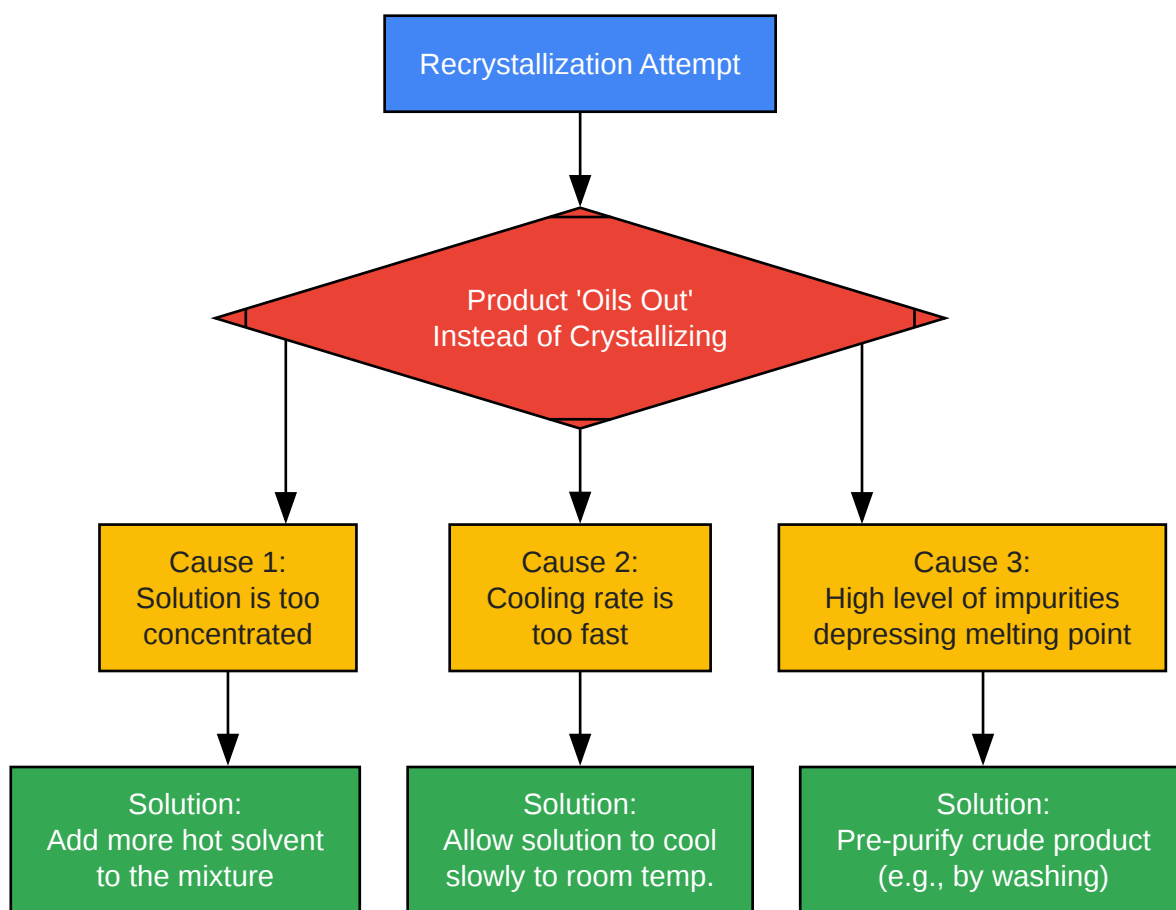 Recrystallization Attempt
Product 'Oils Out'
Instead of Crystallizing
Cause 1:
Solution is too
concentrated
Cause 2:
Cooling rate is
too fast
Cause 3:
High level of impurities
depressing melting point
Solution:
Add more hot solvent
to the mixture
Solution:
Allow solution to cool
slowly to room temp.
Solution:
Pre-purify crude product
(e.g., by washing)